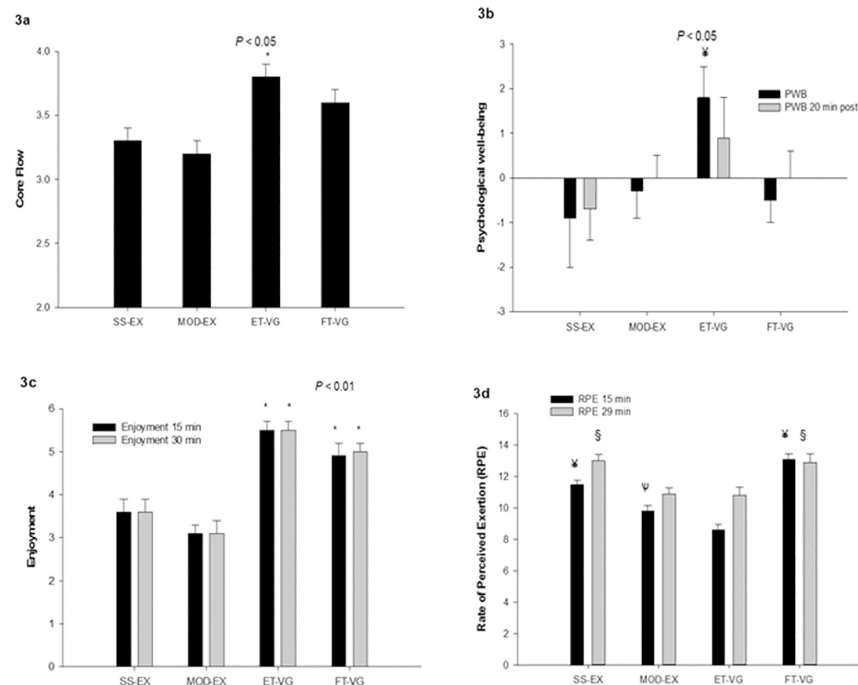 3a
P < 0.05
*
4.0
3.5
3.0
2.5
2.0
Core Flow
SS-EX MOD-EX ET-VG FT-VG
3b
P < 0.05
¥
PWB
PWB 20 min post
3
2
1
0
-1
-2
-3
Psychological well-being
SS-EX MOD-EX ET-VG FT-VG
3c
P < 0.01
Enjoyment 15 min
Enjoyment 30 min
* * * *
6
5
4
3
2
1
0
Enjoyment
SS-EX MOD-EX ET-VG FT-VG
3d
RPE 15 min
RPE 29 min
¥ § Ψ ¥ §
16
14
12
10
8
6
4
2
0
Rate of Perceived Exertion (RPE)
SS-EX MOD-EX ET-VG FT-VG